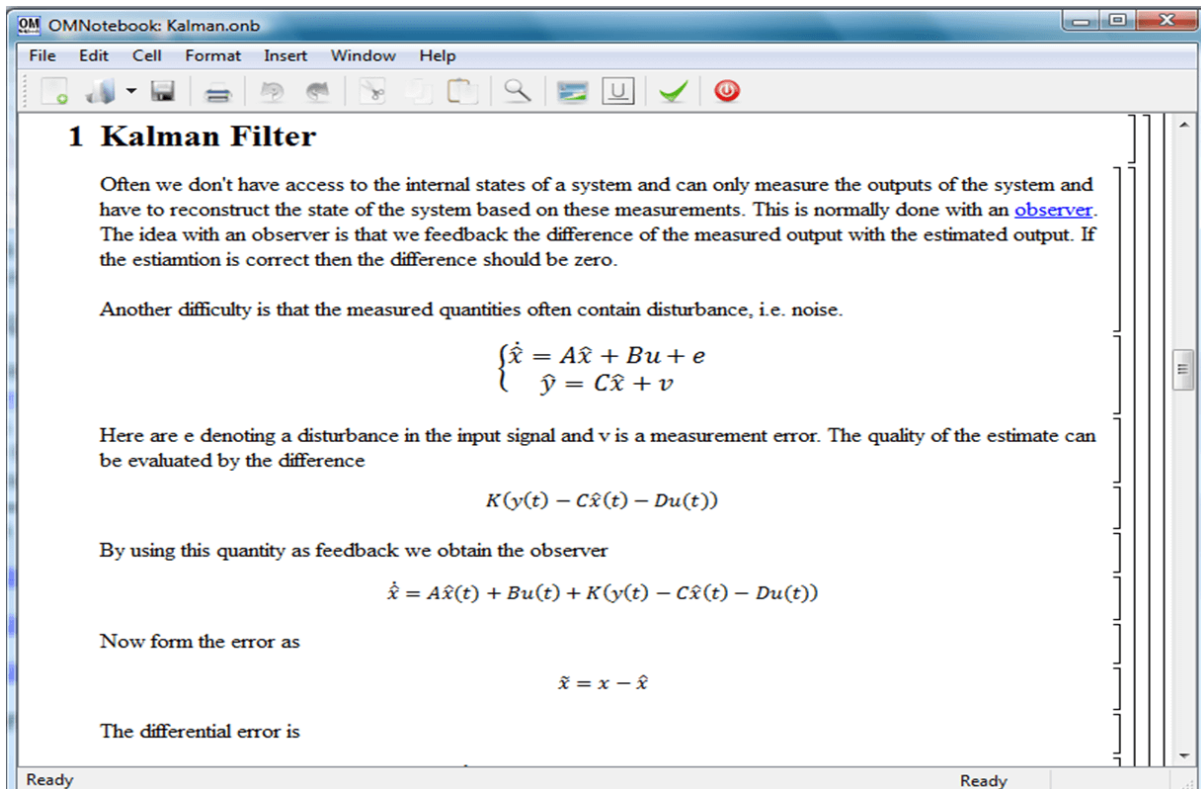 OM OMNotebook: Kalman.onb
File Edit Cell Format Insert Window Help
1 Kalman Filter
Often we don't have access to the internal states of a system and can only measure the outputs of the system and
have to reconstruct the state of the system based on these measurements. This is normally done with an observer.
The idea with an observer is that we feedback the difference of the measured output with the estimated output. If
the estiamtion is correct then the difference should be zero.
Another difficulty is that the measured quantities often contain disturbance, i.e. noise.
{ẋ̂ = Ax̂ + Bu + e
ŷ = Cx̂ + v
Here are e denoting a disturbance in the input signal and v is a measurement error. The quality of the estimate can
be evaluated by the difference
K(y(t) − Cx̂(t) − Du(t))
By using this quantity as feedback we obtain the observer
ẋ̂ = Ax̂(t) + Bu(t) + K(y(t) − Cx̂(t) − Du(t))
Now form the error as
x̃ = x − x̂
The differential error is
Ready Ready